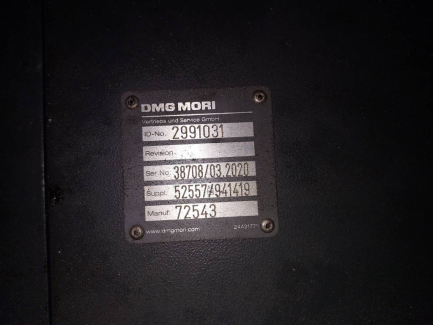 DMG MORI
Vertriebs und Service GmbH
ID-No. 2991031
Revision
Ser.No. 38708/03.2020
Suppl. 52557/941419
Manuf. 72543
www.dmgmori.com